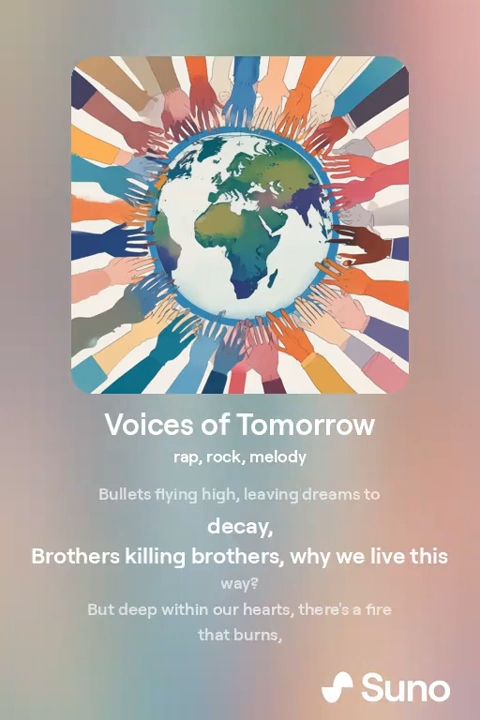 Voices of Tomorrow
rap, rock, melody
Bullets flying high, leaving dreams to
decay,
Brothers killing brothers, why we live this
way?
But deep within our hearts, there's a fire
that burns,
Suno